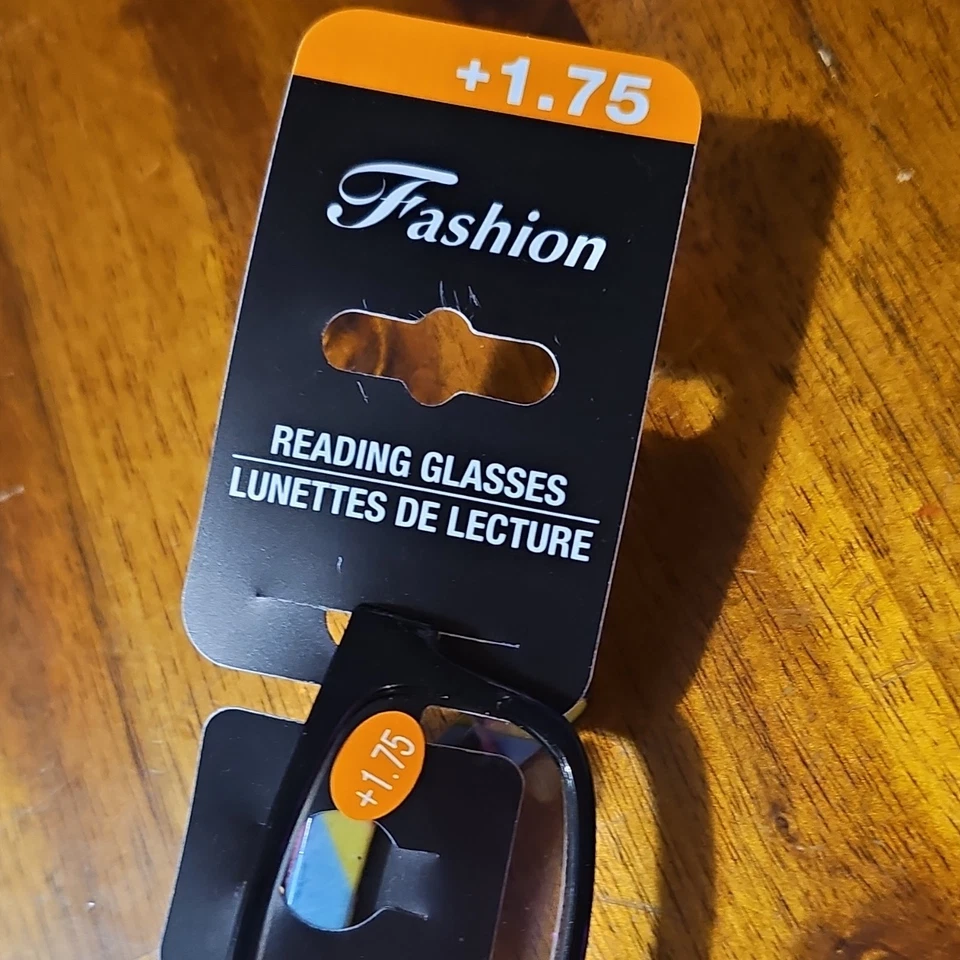 +1.75
Fashion
READING GLASSES
LUNETTES DE LECTURE
+1.75